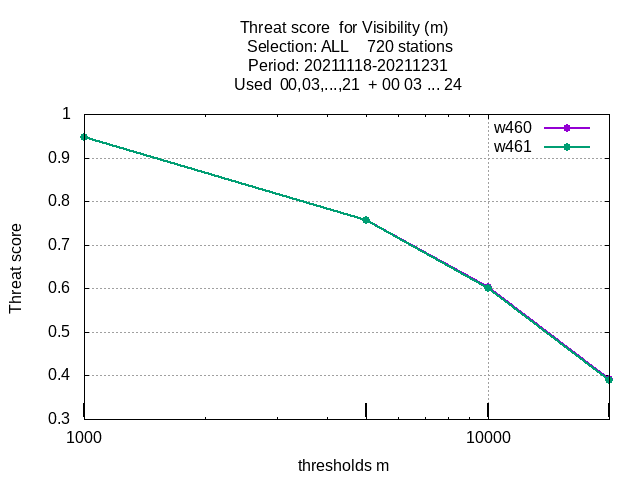 Threat score  for Visibility (m)
Selection: ALL    720 stations
Period: 20211118-20211231
Used  00,03,...,21  + 00 03 ... 24
w460
w461
1
0.9
0.8
0.7
0.6
0.5
0.4
0.3
Threat score
1000
10000
thresholds m